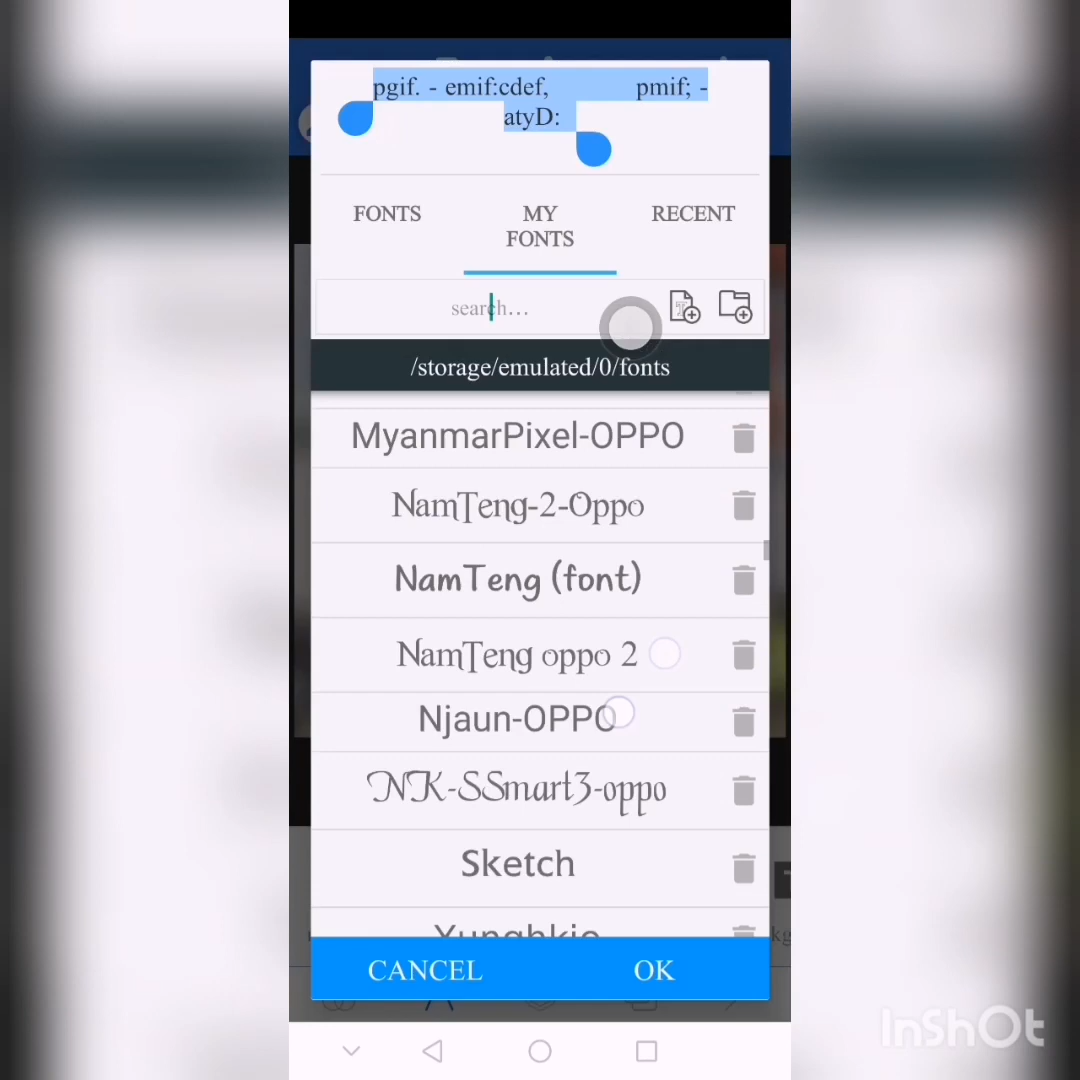 pgif. - emif:cdef, pmif; -
atyD:
FONTS
MY
FONTS
RECENT
search...
/storage/emulated/0/fonts
MyanmarPixel-OPPO
NamTeng-2-Oppo
NamTeng (font)
NamTeng oppo 2
Njaun-OPPO
NK-SSmart3-oppo
Sketch
Yunghkio
CANCEL
OK
InShOt